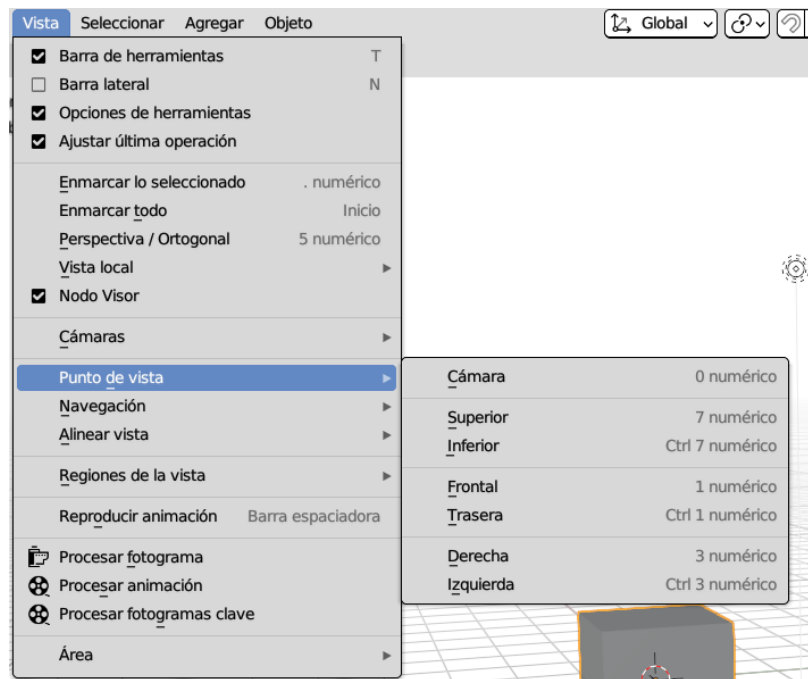 Vista Seleccionar Agregar Objeto Global
Barra de herramientas T
Barra lateral N
Opciones de herramientas
Ajustar última operación
Enmarcar lo seleccionado . numérico
Enmarcar todo Inicio
Perspectiva / Ortogonal 5 numérico
Vista local
Nodo Visor
Cámaras
Punto de vista
Navegación
Alinear vista
Regiones de la vista
Reproducir animación Barra espaciadora
Procesar fotograma
Procesar animación
Procesar fotogramas clave
Área
Cámara 0 numérico
Superior 7 numérico
Inferior Ctrl 7 numérico
Frontal 1 numérico
Trasera Ctrl 1 numérico
Derecha 3 numérico
Izquierda Ctrl 3 numérico